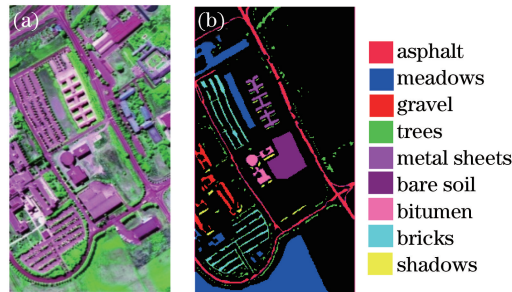 (a)
(b)
asphalt
meadows
gravel
trees
metal sheets
bare soil
bitumen
bricks
shadows